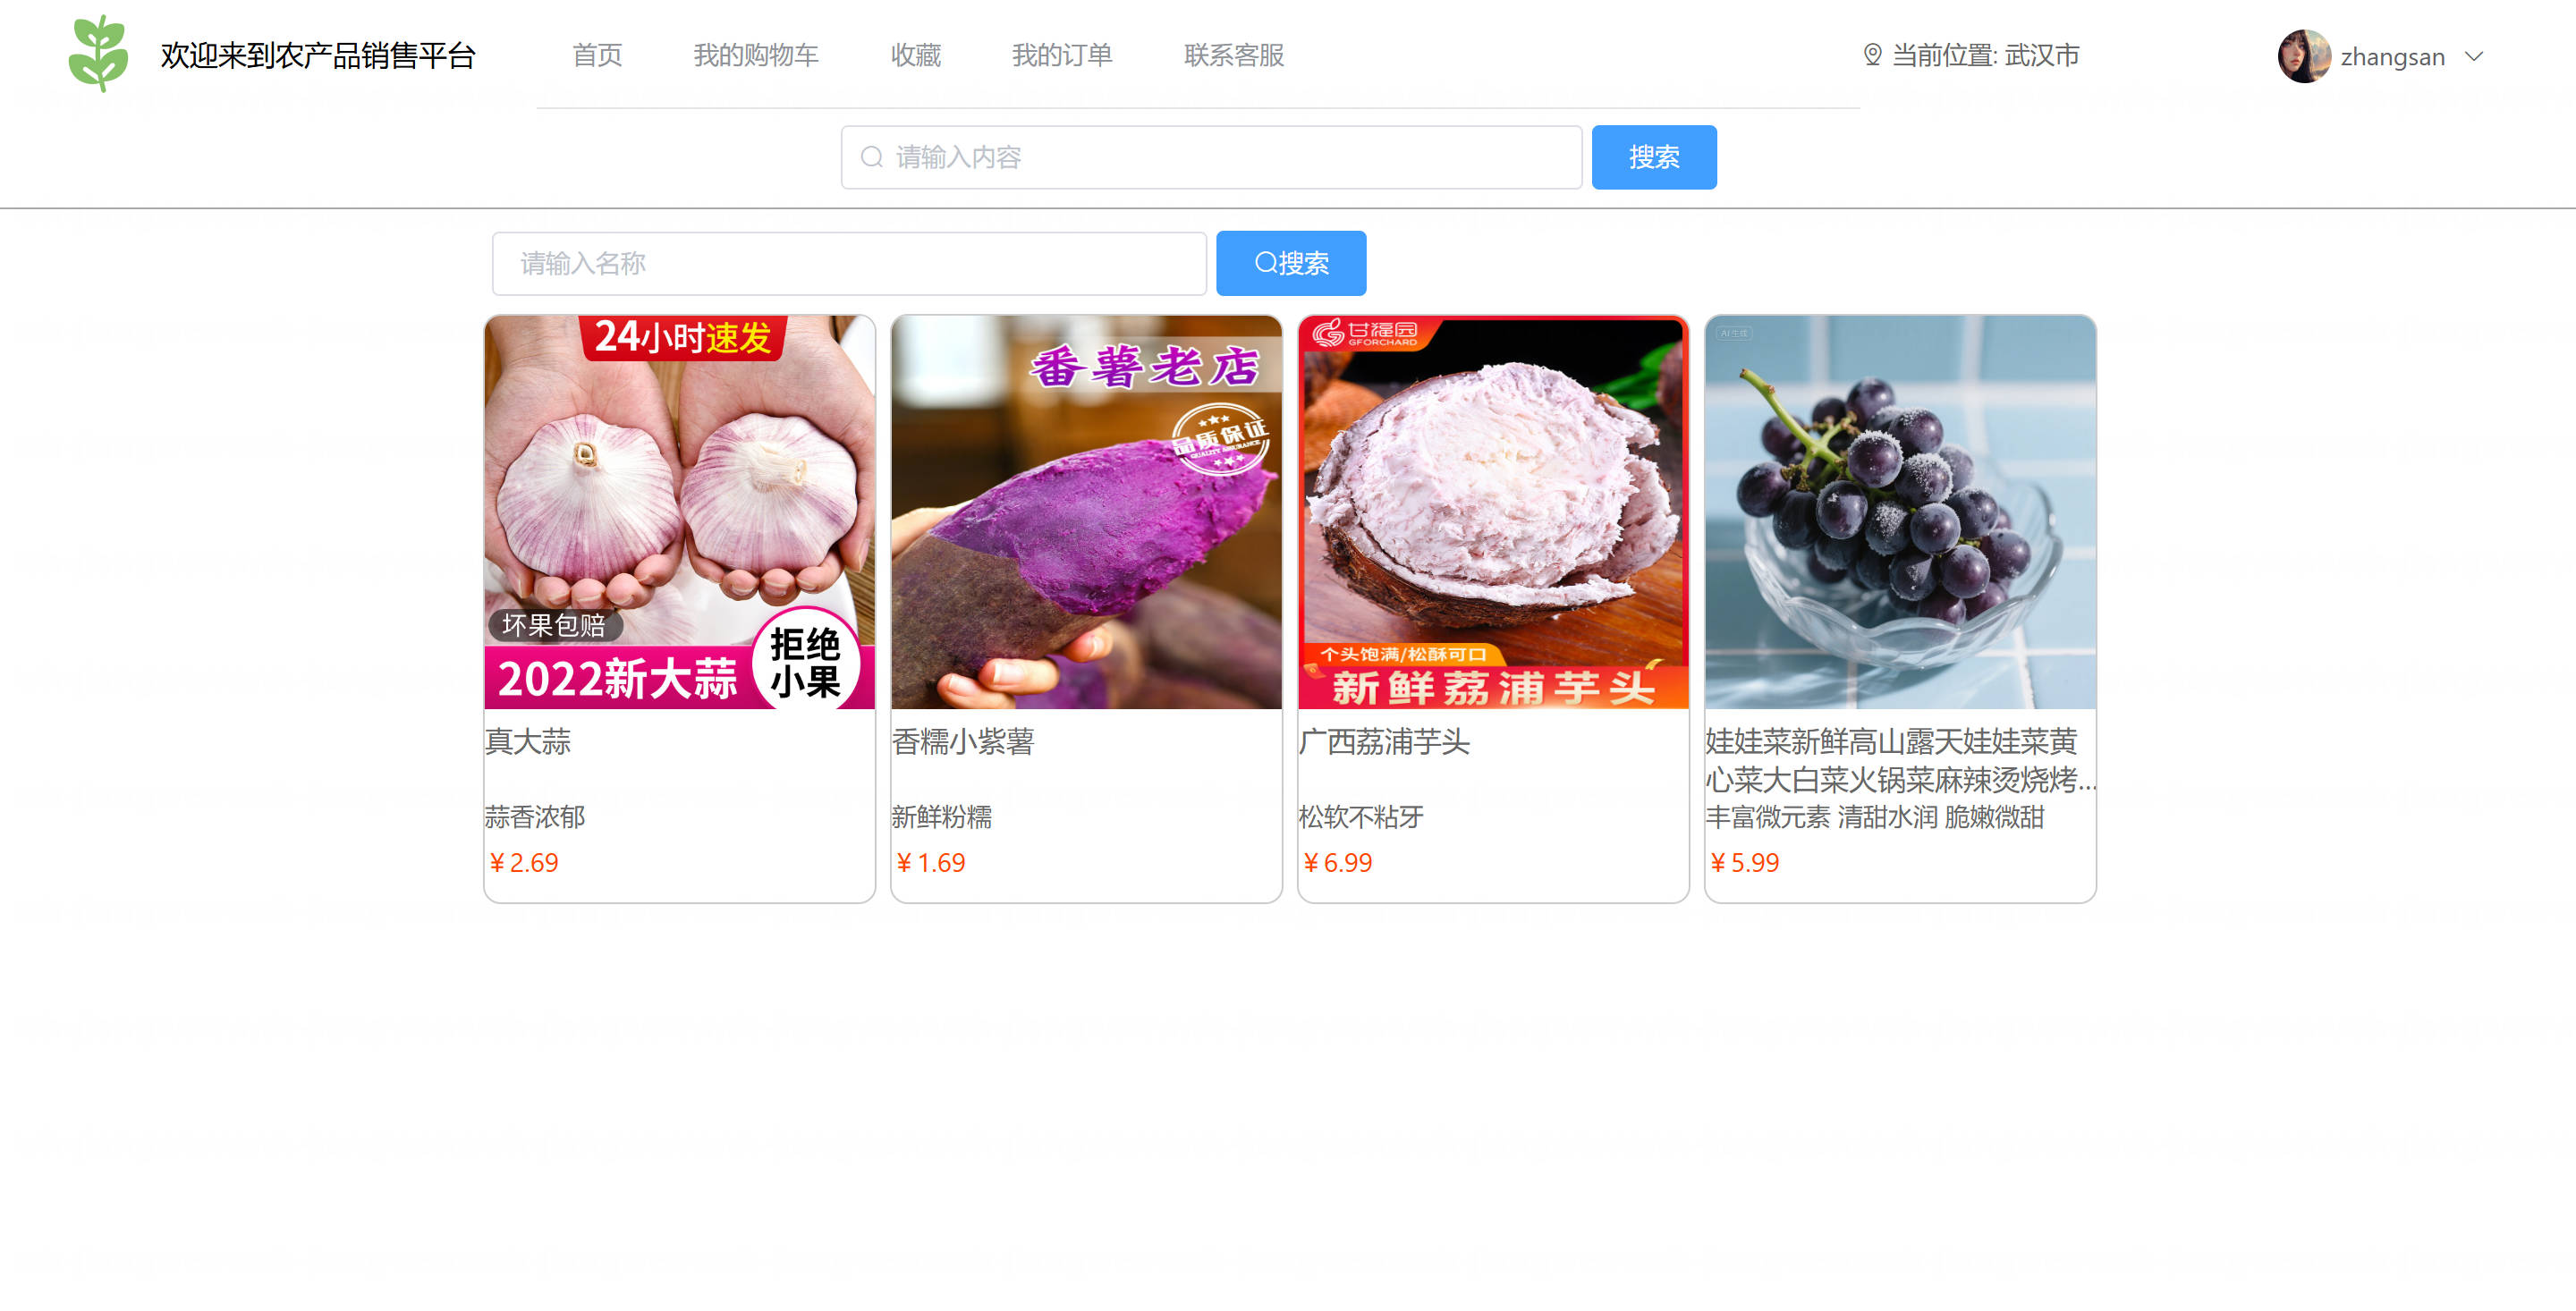 欢迎来到农产品销售平台
首页
我的购物车
收藏
我的订单
联系客服
当前位置: 武汉市
zhangsan
请输入内容
搜索
请输入名称
搜索
24小时速发
坏果包赔
2022新大蒜
拒绝
小果
真大蒜
蒜香浓郁
¥ 2.69
番薯老店
品质保证
QUALITY ASSURANCE
香糯小紫薯
新鲜粉糯
¥ 1.69
甘福园
GFORCHARD
个头饱满/松酥可口
新鲜荔浦芋头
广西荔浦芋头
松软不粘牙
¥ 6.99
AI生成
娃娃菜新鲜高山露天娃娃菜黄
心菜大白菜火锅菜麻辣烫烧烤...
丰富微元素 清甜水润 脆嫩微甜
¥ 5.99